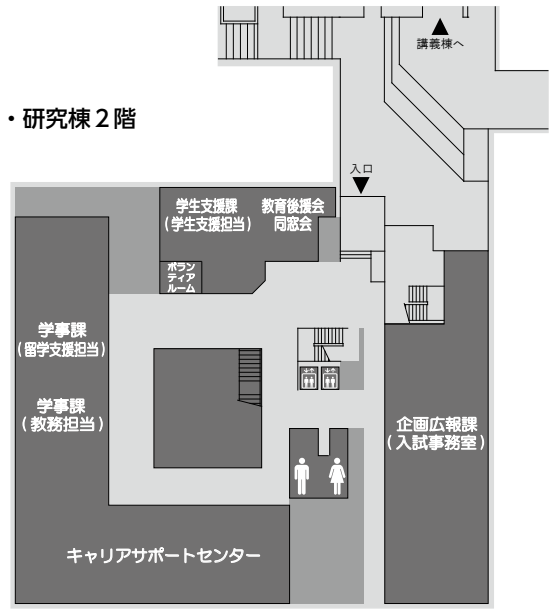 講義棟へ
・研究棟２階
入口
学生支援課
（学生支援担当）
教育後援会
同窓会
ボラン
ティア
ルーム
学事課
（留学支援担当）
学事課
（教務担当）
企画広報課
（入試事務室）
キャリアサポートセンター